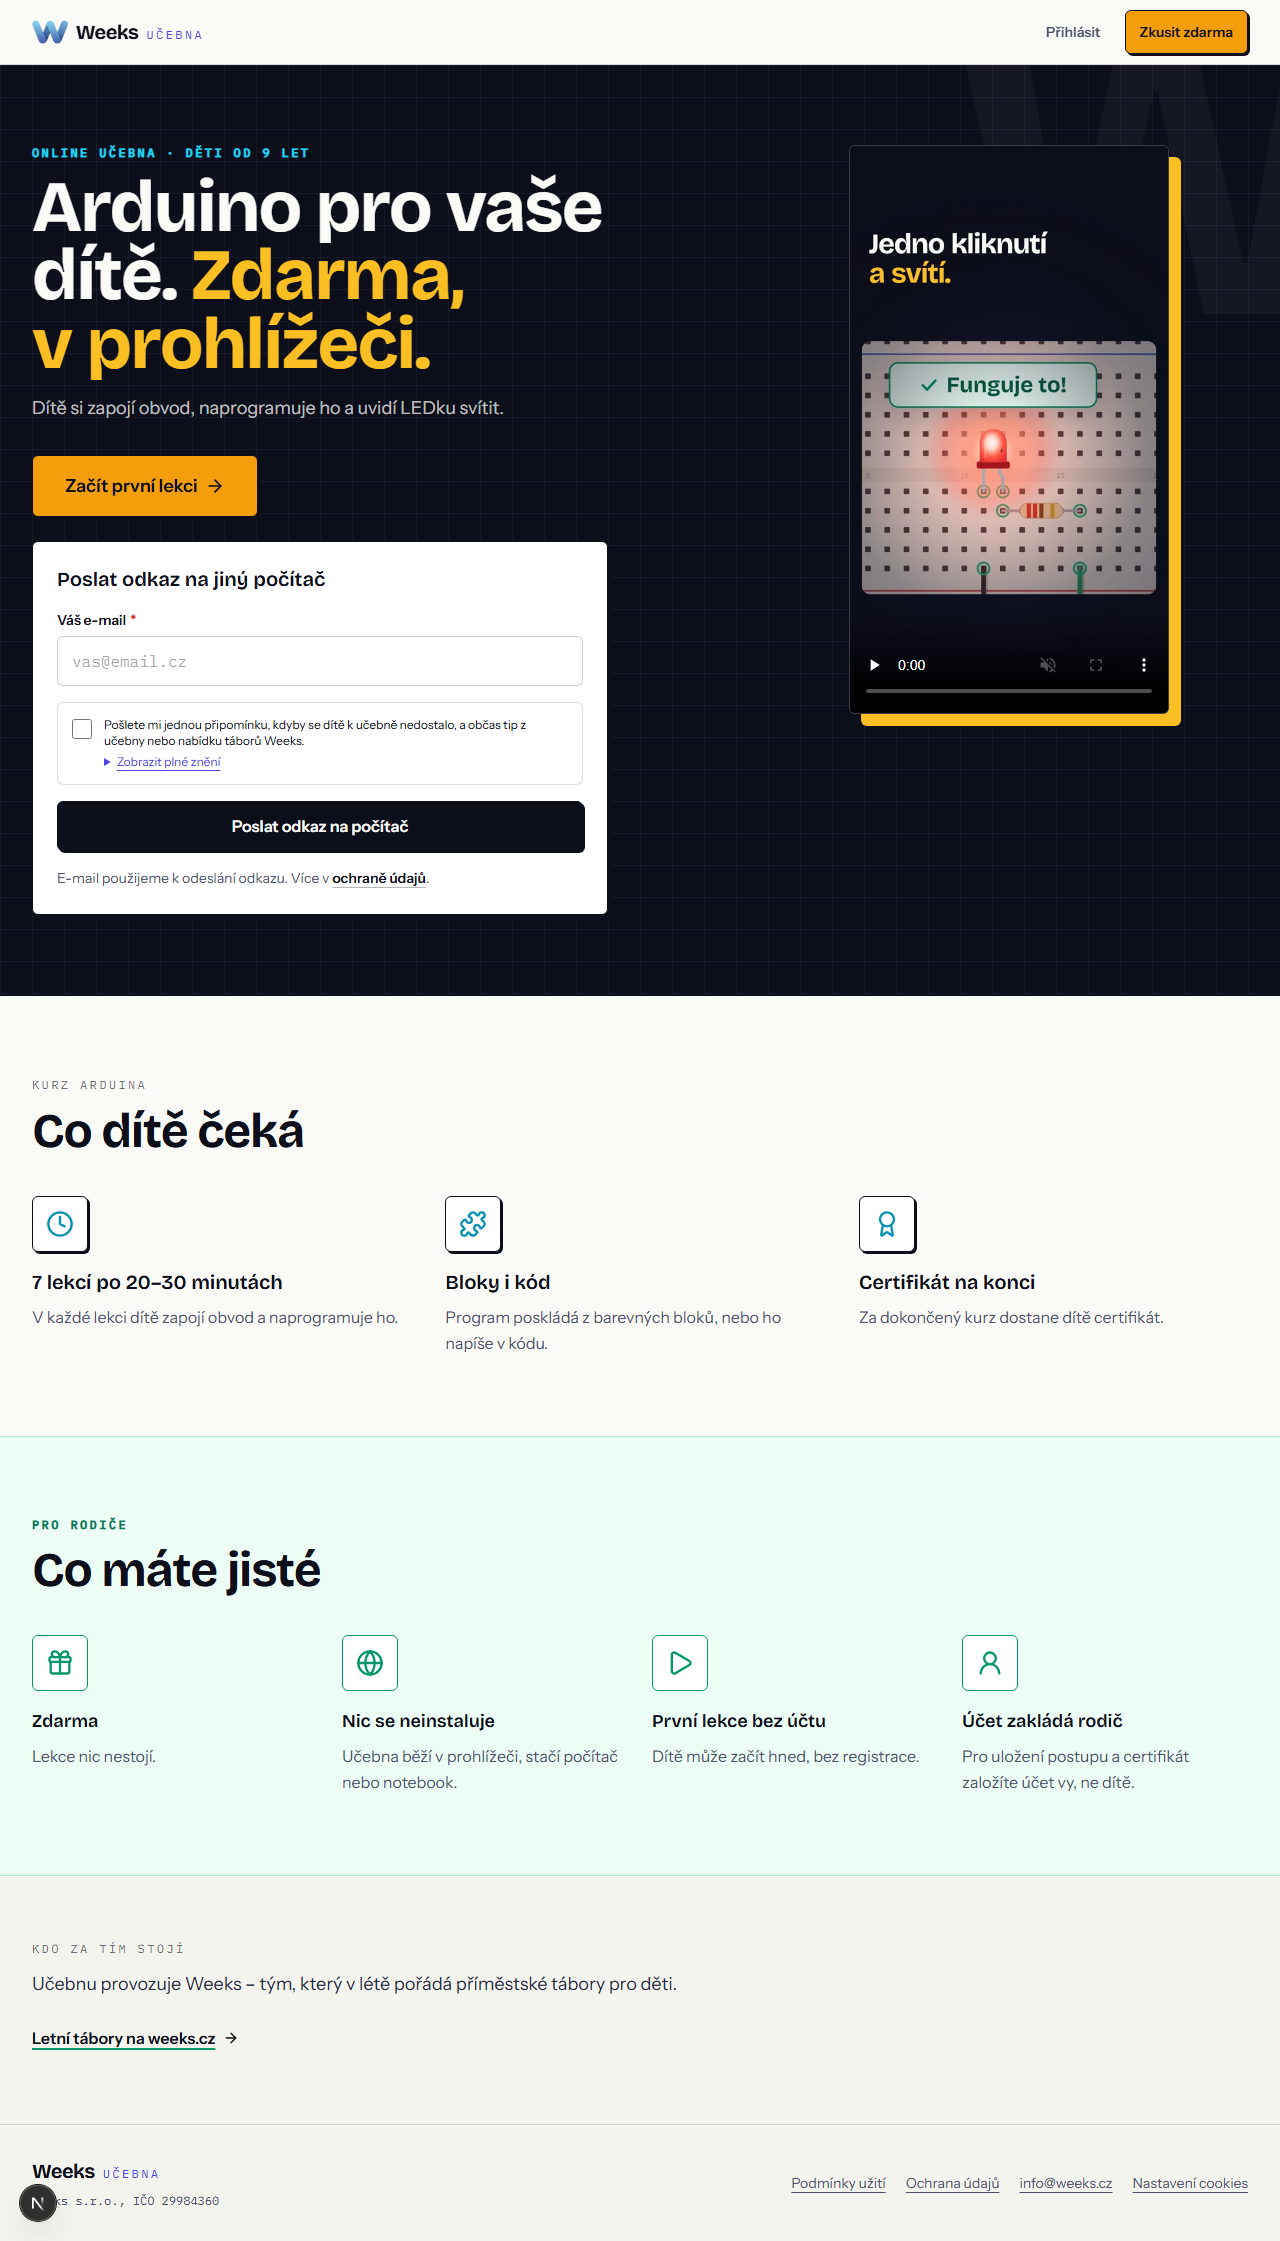 Weeks UČEBNA
Přihlásit
Zkusit zdarma
ONLINE UČEBNA · DĚTI OD 9 LET
Arduino pro vaše
dítě. Zdarma,
v prohlížeči.
Dítě si zapojí obvod, naprogramuje ho a uvidí LEDku svítit.
Začít první lekci →
Poslat odkaz na jiný počítač
Váš e-mail *
vas@email.cz
Pošlete mi jednou připomínku, kdyby se dítě k učebně nedostalo, a občas tip z
učebny nebo nabídku táborů Weeks.
Zobrazit plné znění
Poslat odkaz na počítač
E-mail použijeme k odeslání odkazu. Více v ochraně údajů.
Jedno kliknutí
a svítí.
Funguje to!
10
15
0:00
KURZ ARDUINA
Co dítě čeká
7 lekcí po 20–30 minutách
V každé lekci dítě zapojí obvod a naprogramuje ho.
Bloky i kód
Program poskládá z barevných bloků, nebo ho
napíše v kódu.
Certifikát na konci
Za dokončený kurz dostane dítě certifikát.
PRO RODIČE
Co máte jisté
Zdarma
Lekce nic nestojí.
Nic se neinstaluje
Učebna běží v prohlížeči, stačí počítač
nebo notebook.
První lekce bez účtu
Dítě může začít hned, bez registrace.
Účet zakládá rodič
Pro uložení postupu a certifikát
založíte účet vy, ne dítě.
KDO ZA TÍM STOJÍ
Učebnu provozuje Weeks – tým, který v létě pořádá příměstské tábory pro děti.
Letní tábory na weeks.cz →
Weeks UČEBNA
ks s.r.o., IČO 29984360
Podmínky užití
Ochrana údajů
info@weeks.cz
Nastavení cookies